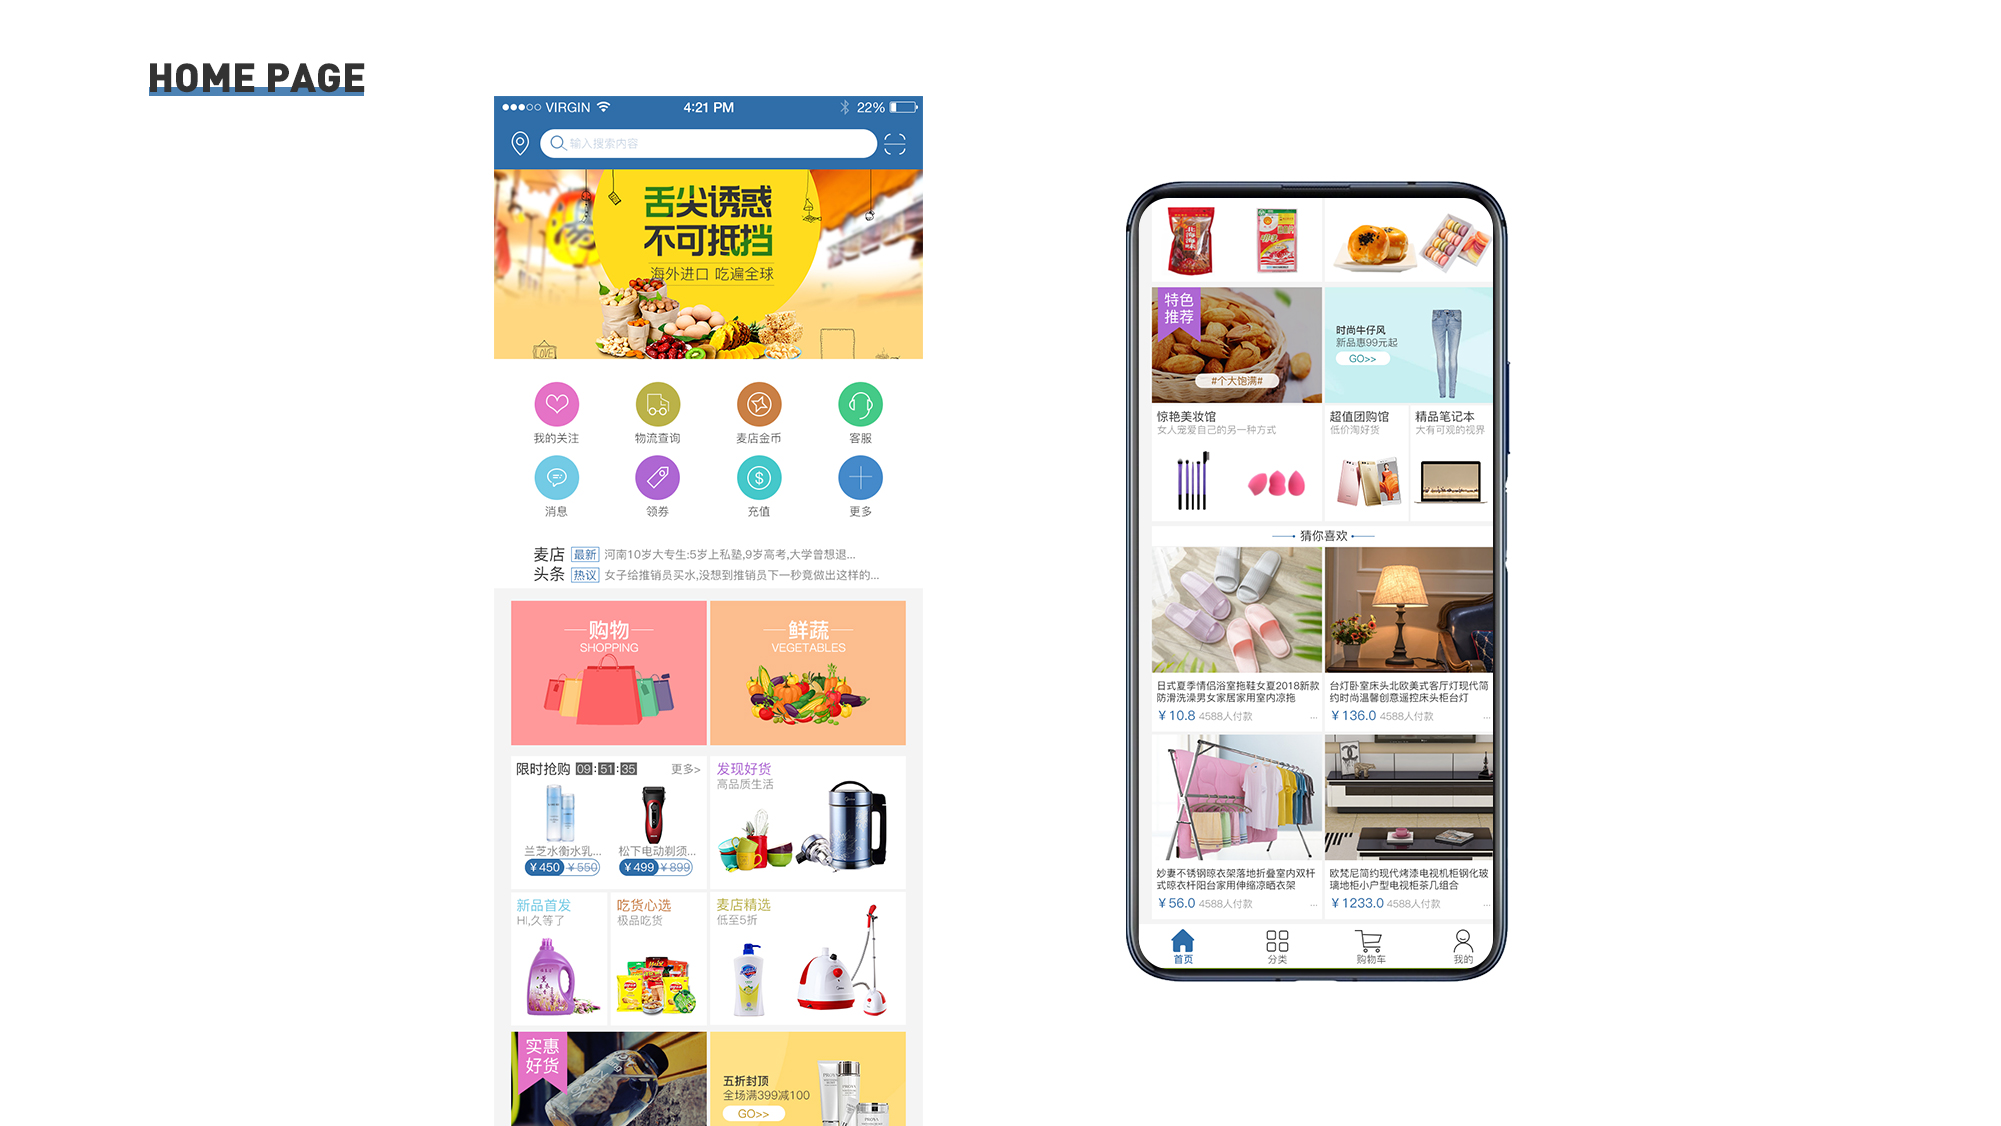 HOME PAGE
VIRGIN
4:21 PM
22%
输入搜索内容
舌尖诱惑
不可抵挡
海外进口 吃遍全球
LOVE
我的关注
物流查询
麦店金币
客服
消息
领券
充值
更多
麦店
头条
最新 河南10岁大专生:5岁上私塾,9岁高考,大学曾想退...
热议 女子给推销员买水,没想到推销员下一秒竟做出这样的...
购物
SHOPPING
鲜蔬
VEGETABLES
限时抢购 09:51:35 更多>
兰芝水衡水乳...
¥450 ¥550
松下电动剃须...
¥499 ¥899
发现好货
高品质生活
新品首发
Hi,久等了
吃货心选
极品吃货
麦店精选
低至5折
实惠
好货
五折封顶
全场满399减100
GO>>
PROYA
北海海味
特色
推荐
#个大饱满#
时尚牛仔风
新品惠99元起
GO>>
惊艳美妆馆
女人宠爱自己的另一种方式
超值团购馆
低价淘好货
精品笔记本
大有可观的视界
猜你喜欢
日式夏季情侣浴室拖鞋女夏2018新款
防滑洗澡男女家居家用室内凉拖
¥10.8 4588人付款 ...
台灯卧室床头北欧美式客厅灯现代简
约时尚温馨创意遥控床头柜台灯
¥136.0 4588人付款 ...
妙妻不锈钢晾衣架落地折叠室内双杆
式晾衣杆阳台家用伸缩凉晒衣架
¥56.0 4588人付款 ...
欧梵尼简约现代烤漆电视机柜钢化玻
璃地柜小户型电视柜茶几组合
¥1233.0 4588人付款 ...
首页
分类
购物车
我的